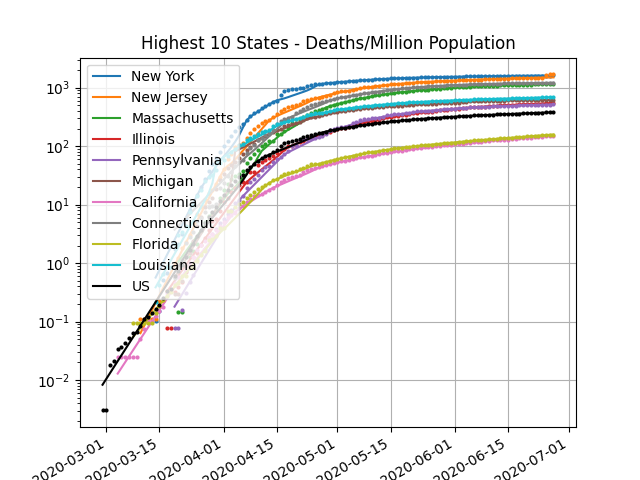 Highest 10 States - Deaths/Million Population
10³
10²
10¹
10⁰
10⁻¹
10⁻²
New York
New Jersey
Massachusetts
Illinois
Pennsylvania
Michigan
California
Connecticut
Florida
Louisiana
US
2020-03-01
2020-03-15
2020-04-01
2020-04-15
2020-05-01
2020-05-15
2020-06-01
2020-06-15
2020-07-01